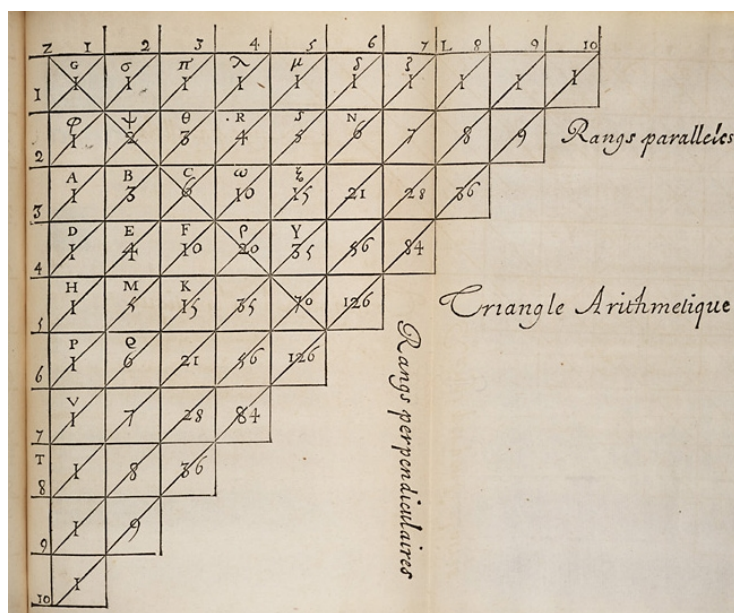 Z 1 2 3 4 5 6 7 L 8 9 10
G σ π λ μ δ ζ
1 1 1 1 1 1 1 1 1 1 1
φ ψ θ R S N
2 1 2 3 4 5 6 7 8 9 Rangs paralleles
A B C ω ξ
3 1 3 6 10 15 21 28 36
D E F ρ Y
4 1 4 10 20 35 56 84
H M K
5 1 5 15 35 70 126 Triangle Arithmetique
P Q
6 1 6 21 56 126
V
7 1 7 28 84
T
8 1 8 36
9 1 9
10 1
Rangs perpendiculaires